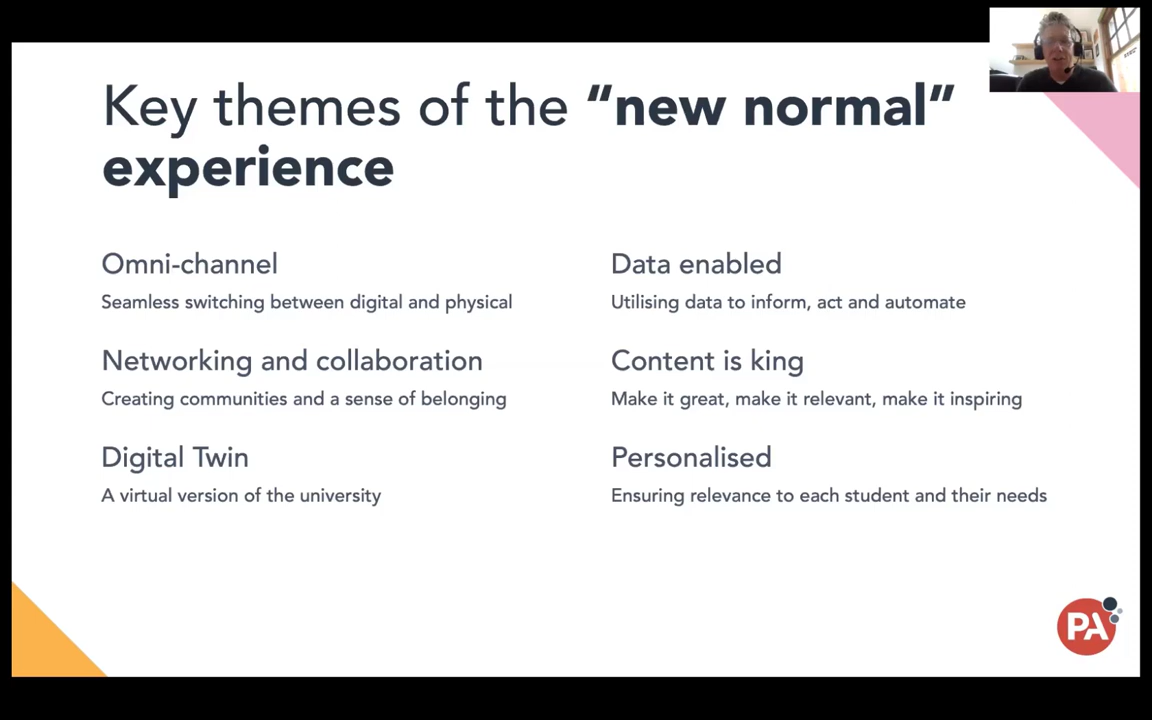 Key themes of the “new normal”
experience
Omni-channel
Seamless switching between digital and physical
Networking and collaboration
Creating communities and a sense of belonging
Digital Twin
A virtual version of the university
Data enabled
Utilising data to inform, act and automate
Content is king
Make it great, make it relevant, make it inspiring
Personalised
Ensuring relevance to each student and their needs
PA